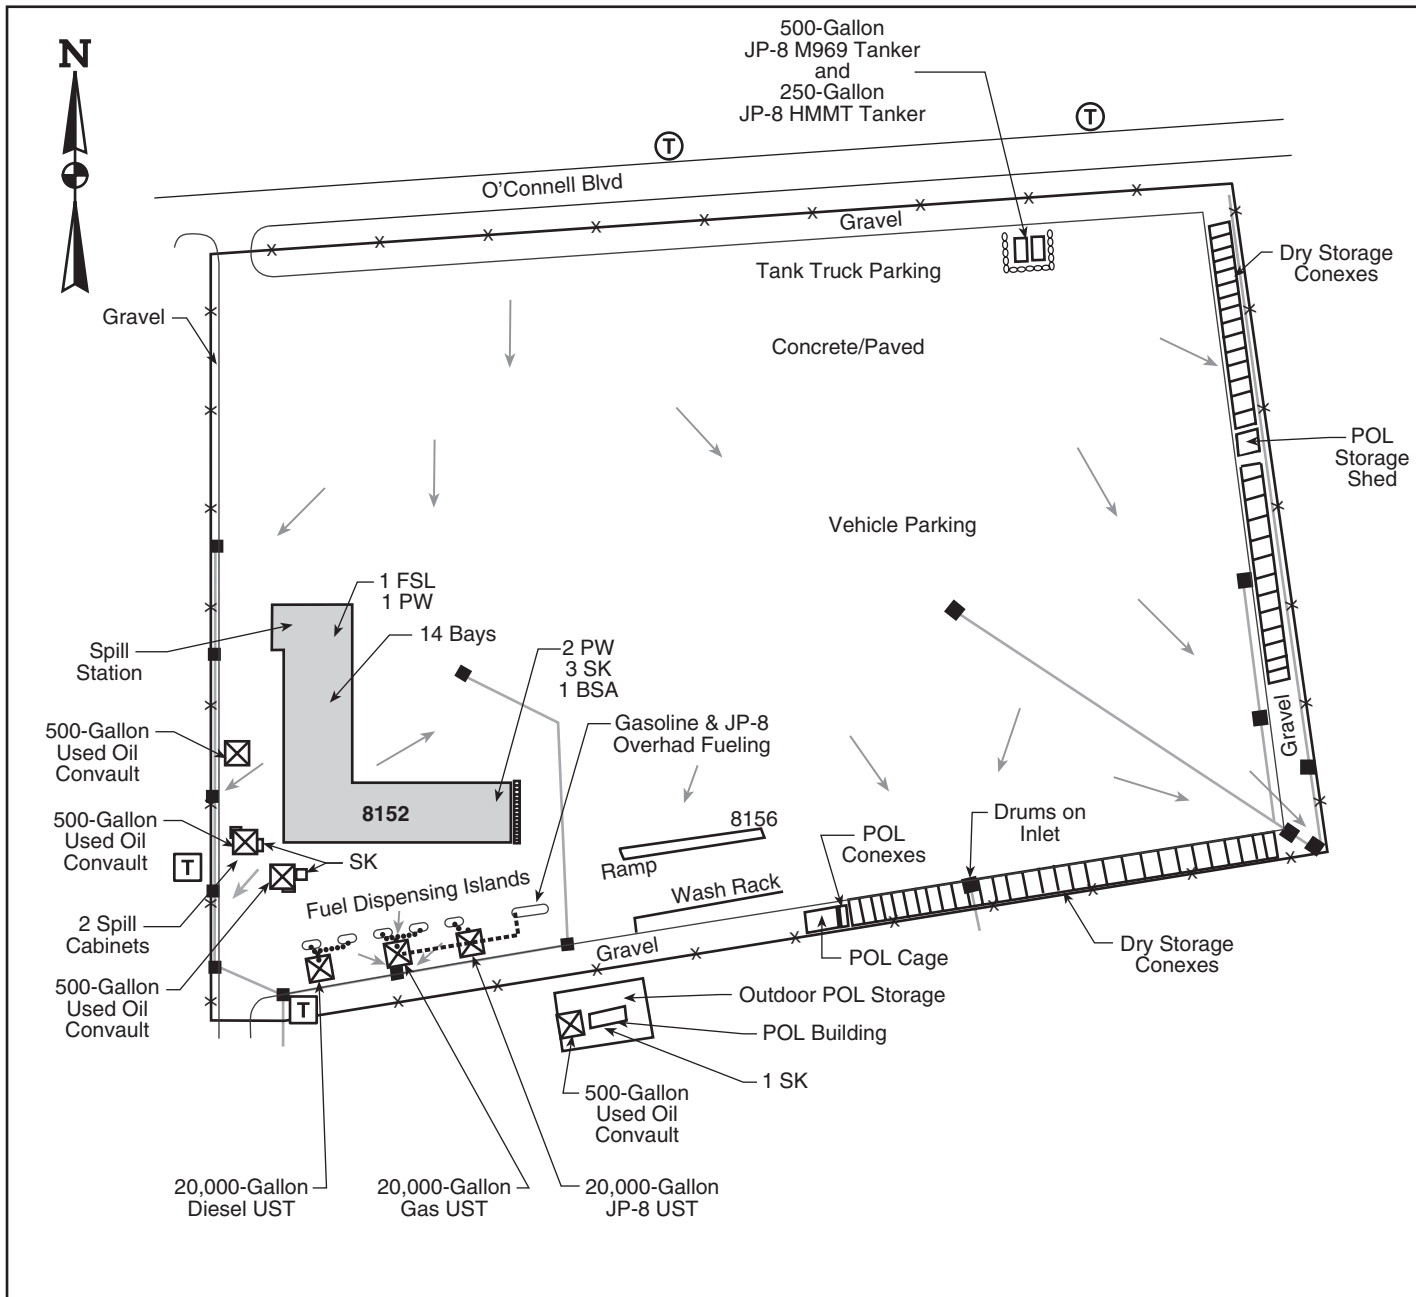 500-Gallon
JP-8 M969 Tanker
and
250-Gallon
JP-8 HMMT Tanker
N
T
T
O'Connell Blvd
Gravel
Tank Truck Parking
Dry Storage
Conexes
Gravel
Concrete/Paved
POL
Storage
Shed
Vehicle Parking
1 FSL
1 PW
14 Bays
Spill
Station
2 PW
3 SK
1 BSA
Gasoline & JP-8
Overhad Fueling
Gravel
500-Gallon
Used Oil
Convault
8152
8156
Ramp
Drums on
Inlet
POL
Conexes
500-Gallon
Used Oil
Convault
SK
T
Fuel Dispensing Islands
Wash Rack
2 Spill
Cabinets
Gravel
POL Cage
Dry Storage
Conexes
500-Gallon
Used Oil
Convault
T
Outdoor POL Storage
POL Building
1 SK
500-Gallon
Used Oil
Convault
20,000-Gallon
Diesel UST
20,000-Gallon
Gas UST
20,000-Gallon
JP-8 UST